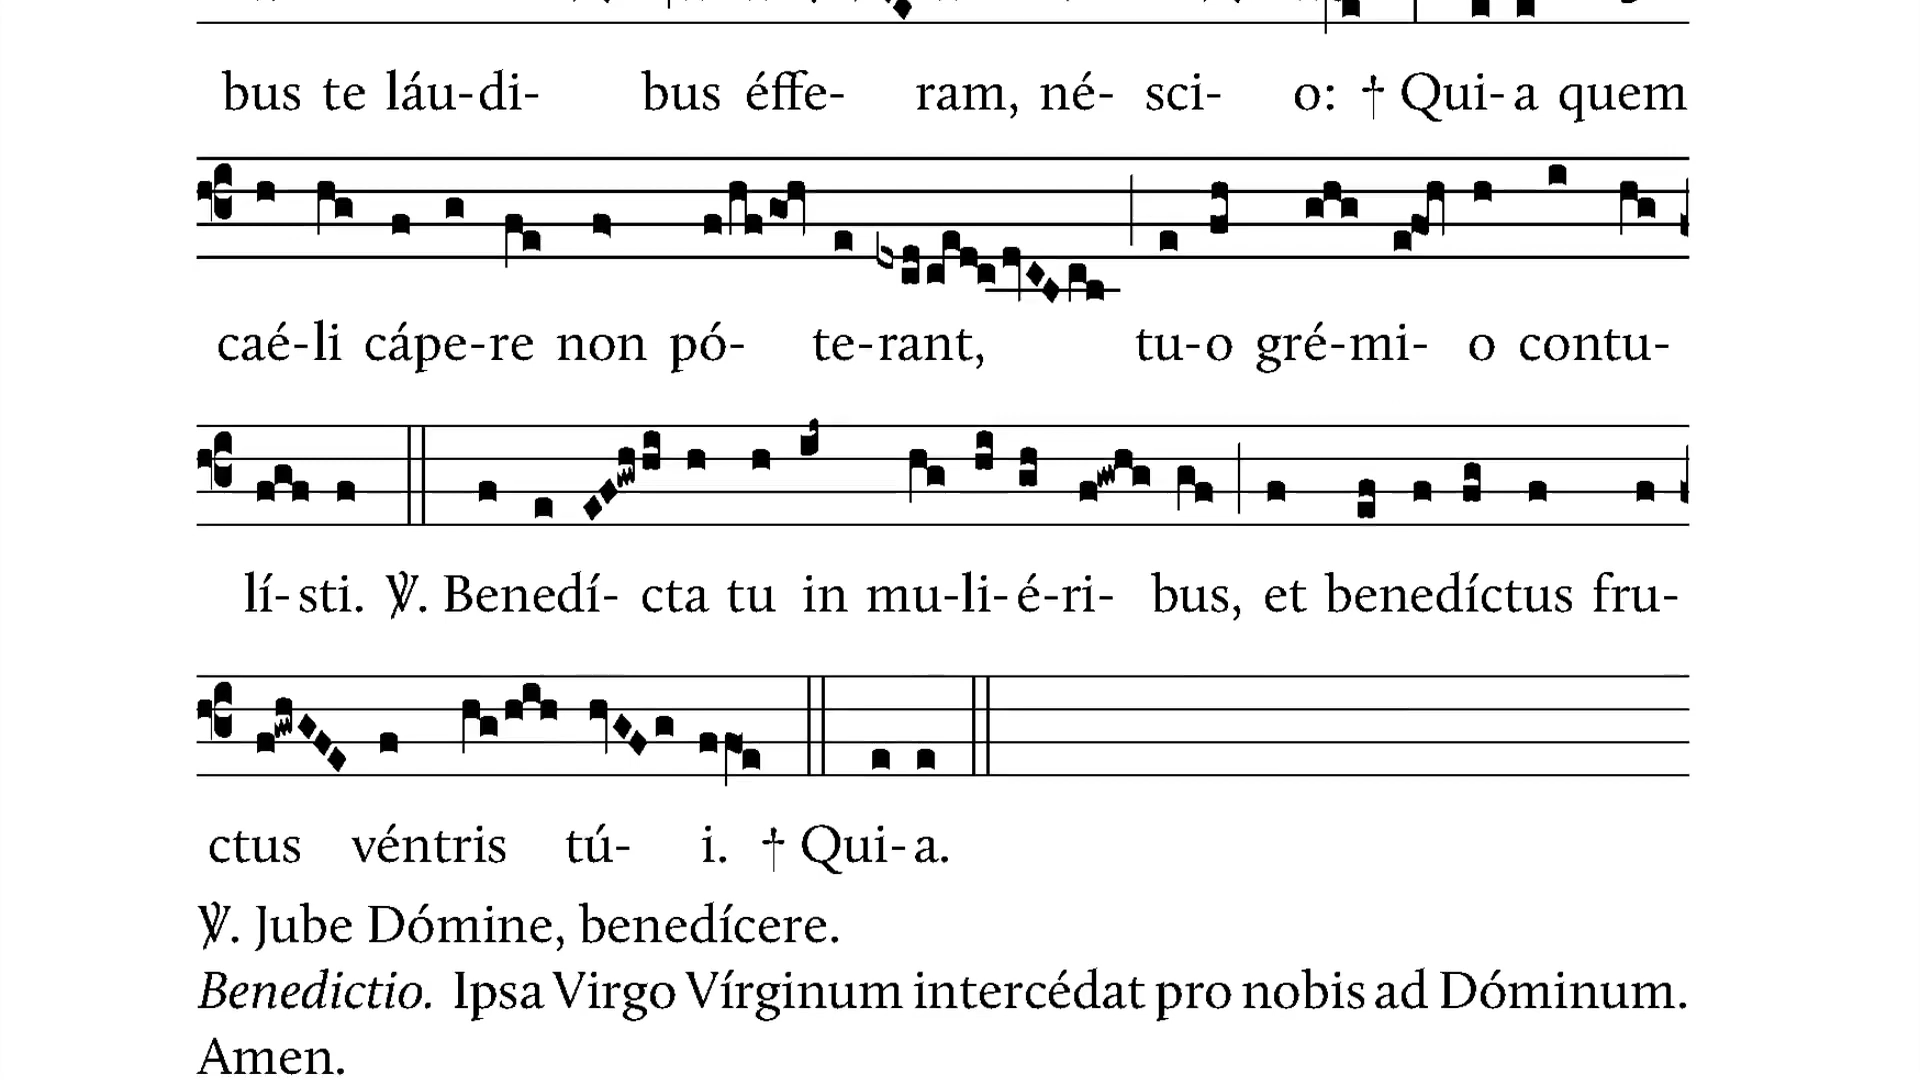 bus te láu-di- bus éffe- ram, né- sci- o: † Qui-a quem
caé-li cápe-re non pó- te-rant, tu-o gré-mi- o contu-
lí-sti. ℣. Benedí- cta tu in mu-li-é-ri- bus, et benedíctus fru-
ctus véntris tú- i. † Qui-a.
℣. Jube Dómine, benedícere.
Benedictio. Ipsa Virgo Vírginum intercédat pro nobis ad Dóminum.
Amen.